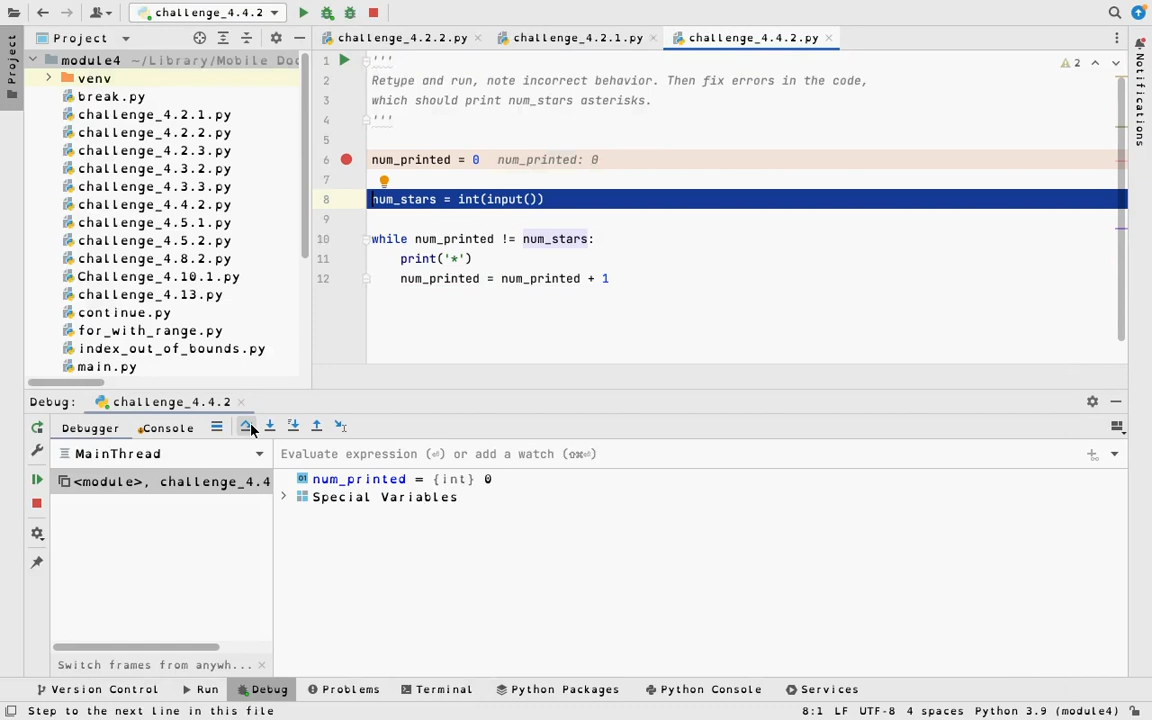 challenge_4.4.2
Project
challenge_4.2.2.py
challenge_4.2.1.py
challenge_4.4.2.py
Project
Notifications
module4 ~/Library/Mobile Doc
venv
break.py
challenge_4.2.1.py
challenge_4.2.2.py
challenge_4.2.3.py
challenge_4.3.2.py
challenge_4.3.3.py
challenge_4.4.2.py
challenge_4.5.1.py
challenge_4.5.2.py
challenge_4.8.2.py
Challenge_4.10.1.py
challenge_4.13.py
continue.py
for_with_range.py
index_out_of_bounds.py
main.py
2
1 '''
2 Retype and run, note incorrect behavior. Then fix errors in the code,
3 which should print num_stars asterisks.
4 '''
5
6 num_printed = 0 num_printed: 0
7
8 num_stars = int(input())
9
10 while num_printed != num_stars:
11 print('*')
12 num_printed = num_printed + 1
Debug: challenge_4.4.2
Debugger Console
MainThread
Evaluate expression (⏎) or add a watch (⇧⌘⏎)
<module>, challenge_4.4
num_printed = {int} 0
Special Variables
Switch frames from anywh...
Version Control Run Debug Problems Terminal Python Packages Python Console Services
Step to the next line in this file 8:1 LF UTF-8 4 spaces Python 3.9 (module4)